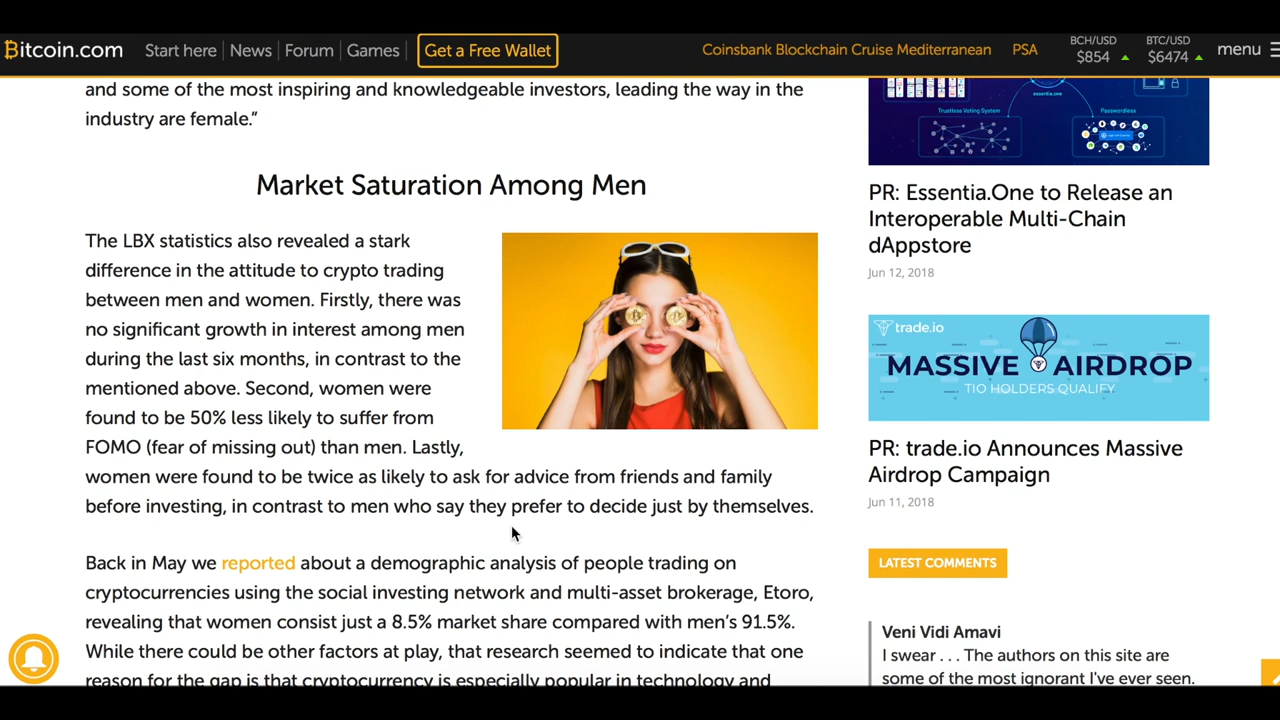 Bitcoin.com Start here News Forum Games Get a Free Wallet Coinsbank Blockchain Cruise Mediterranean PSA BCH/USD $854 BTC/USD $6474 menu
and some of the most inspiring and knowledgeable investors, leading the way in the
industry are female.”
Market Saturation Among Men
The LBX statistics also revealed a stark
difference in the attitude to crypto trading
between men and women. Firstly, there was
no significant growth in interest among men
during the last six months, in contrast to the
mentioned above. Second, women were
found to be 50% less likely to suffer from
FOMO (fear of missing out) than men. Lastly,
women were found to be twice as likely to ask for advice from friends and family
before investing, in contrast to men who say they prefer to decide just by themselves.
Back in May we reported about a demographic analysis of people trading on
cryptocurrencies using the social investing network and multi-asset brokerage, Etoro,
revealing that women consist just a 8.5% market share compared with men’s 91.5%.
While there could be other factors at play, that research seemed to indicate that one
reason for the gap is that cryptocurrency is especially popular in technology and
essentia.one
Trustless Voting System
Passwordless
PR: Essentia.One to Release an
Interoperable Multi-Chain
dAppstore
Jun 12, 2018
trade.io
MASSIVE AIRDROP
TIO HOLDERS QUALIFY
PR: trade.io Announces Massive
Airdrop Campaign
Jun 11, 2018
LATEST COMMENTS
Veni Vidi Amavi
I swear . . . The authors on this site are
some of the most ignorant I've ever seen.